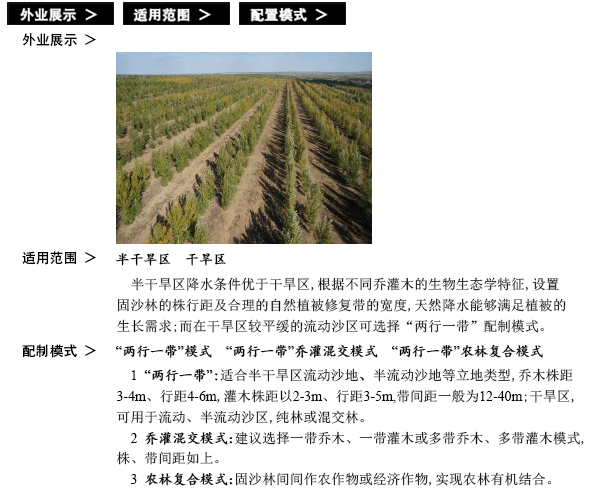 外业展示 > 适用范围 > 配置模式 >
外业展示 >
适用范围 > 半干旱区 干旱区
半干旱区降水条件优于干旱区,根据不同乔灌木的生物生态学特征,设置
固沙林的株行距及合理的自然植被修复带的宽度,天然降水能够满足植被的
生长需求;而在干旱区较平缓的流动沙区可选择“两行一带”配制模式。
配制模式 > “两行一带”模式 “两行一带”乔灌混交模式 “两行一带”农林复合模式
1 “两行一带”:适合半干旱区流动沙地、半流动沙地等立地类型,乔木株距
3-4m、行距4-6m,灌木株距以2-3m、行距3-5m,带间距一般为12-40m;干旱区,
可用于流动、半流动沙区,纯林或混交林。
2 乔灌混交模式:建议选择一带乔木、一带灌木或多带乔木、多带灌木模式,
株、带间距如上。
3 农林复合模式:固沙林间间作农作物或经济作物,实现农林有机结合。